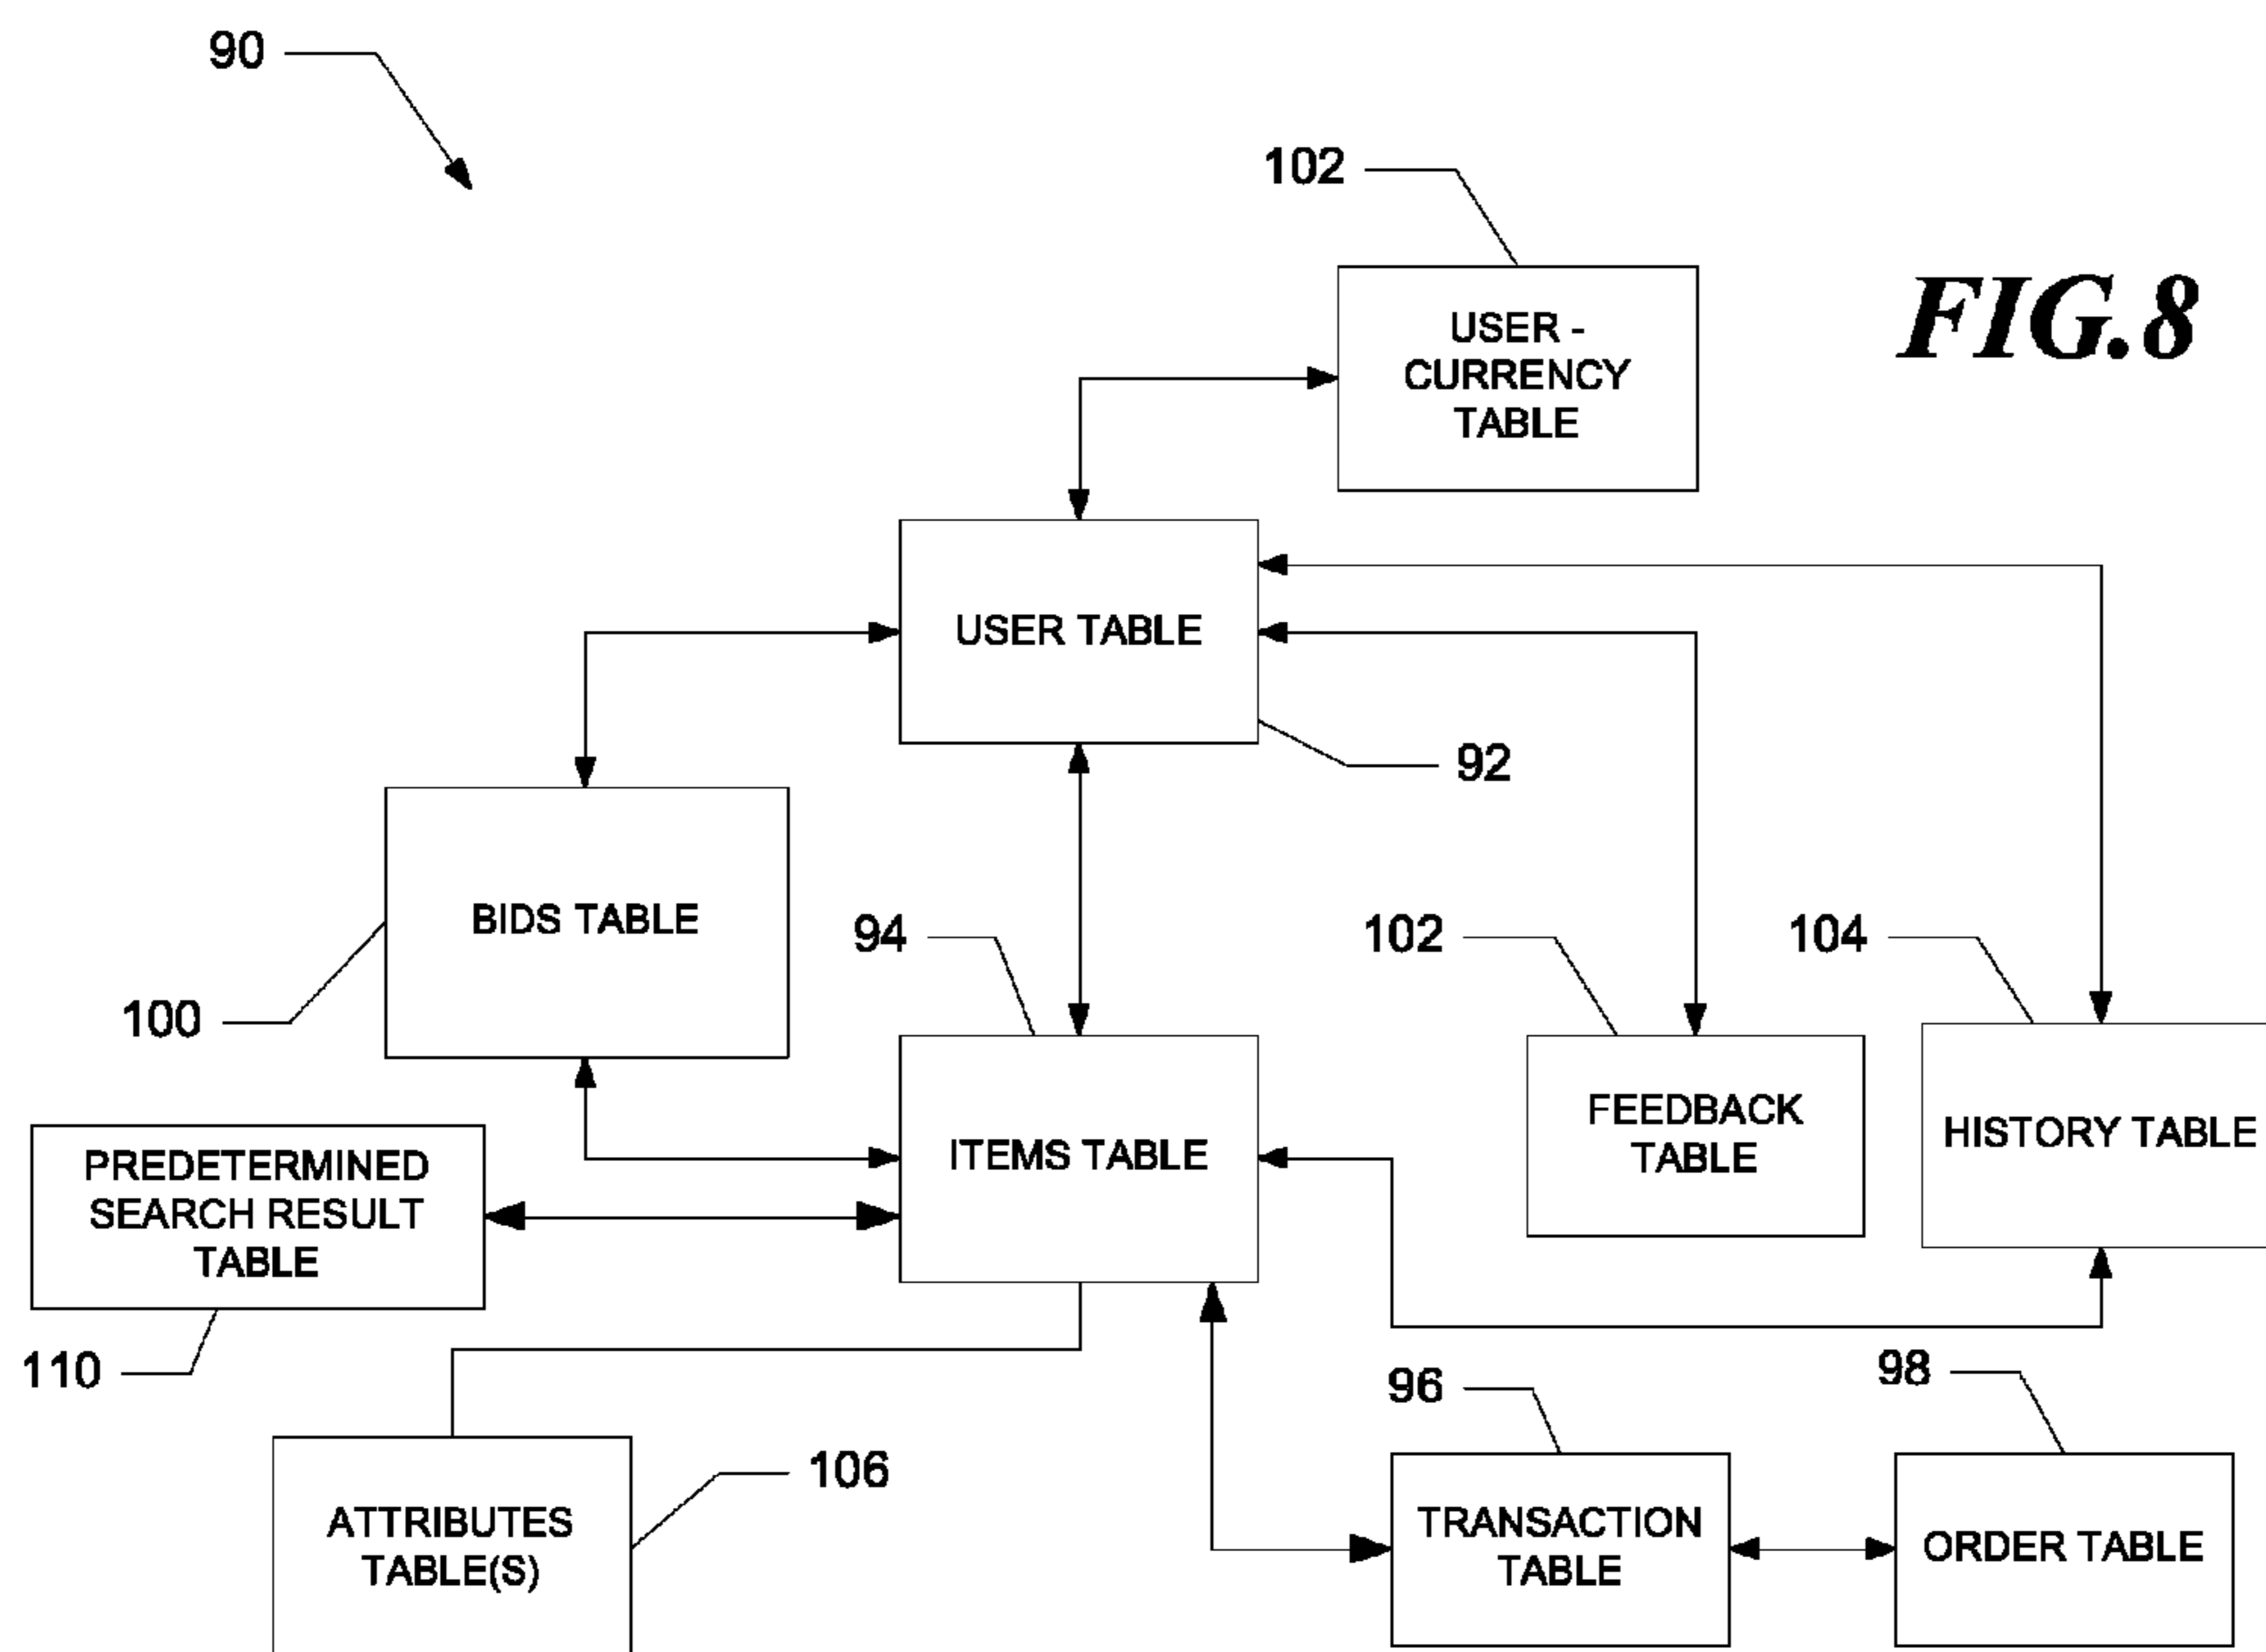 90
102
USER -
CURRENCY
TABLE
FIG.8
USER TABLE
92
BIDS TABLE
100
94
102
104
ITEMS TABLE
FEEDBACK
TABLE
HISTORY TABLE
PREDETERMINED
SEARCH RESULT
TABLE
110
96
98
106
ATTRIBUTES
TABLE(S)
TRANSACTION
TABLE
ORDER TABLE